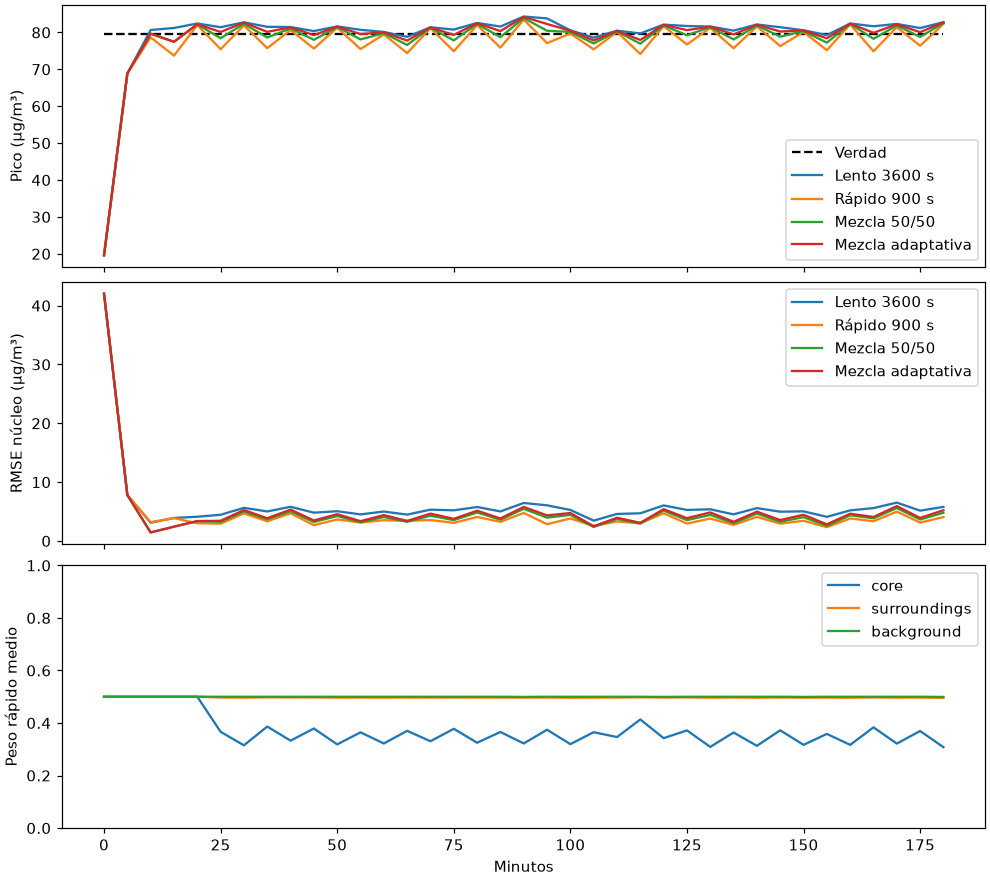 80
70
60
50
40
30
20
Pico (µg/m³)
Verdad
Lento 3600 s
Rápido 900 s
Mezcla 50/50
Mezcla adaptativa
40
30
20
10
0
RMSE núcleo (µg/m³)
Lento 3600 s
Rápido 900 s
Mezcla 50/50
Mezcla adaptativa
1.0
0.8
0.6
0.4
0.2
0.0
Peso rápido medio
core
surroundings
background
0 25 50 75 100 125 150 175
Minutos